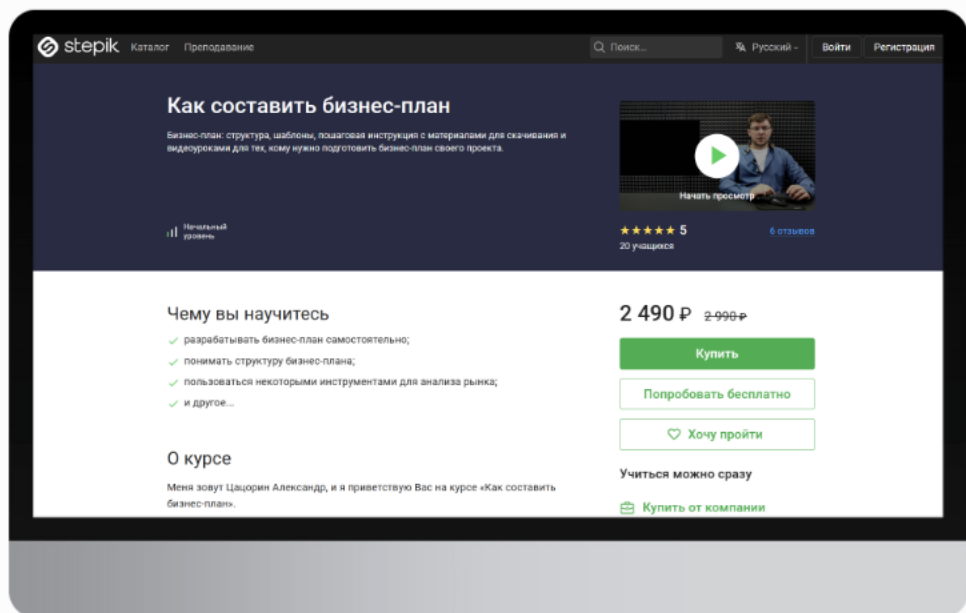 stepik Каталог Преподавание Поиск... Русский Войти Регистрация
Как составить бизнес-план
Бизнес-план: структура, шаблоны, пошаговая инструкция с материалами для скачивания и
видеоуроками для тех, кому нужно подготовить бизнес-план своего проекта.
Начать просмотр
Начальный
уровень
5 6 отзывов
20 учащихся
Чему вы научитесь
разрабатывать бизнес-план самостоятельно;
понимать структуру бизнес-плана;
пользоваться некоторыми инструментами для анализа рынка;
и другое...
О курсе
Меня зовут Цацорин Александр, и я приветствую Вас на курсе «Как составить
бизнес-план».
2 490 ₽ 2 990 ₽
Купить
Попробовать бесплатно
Хочу пройти
Учиться можно сразу
Купить от компании